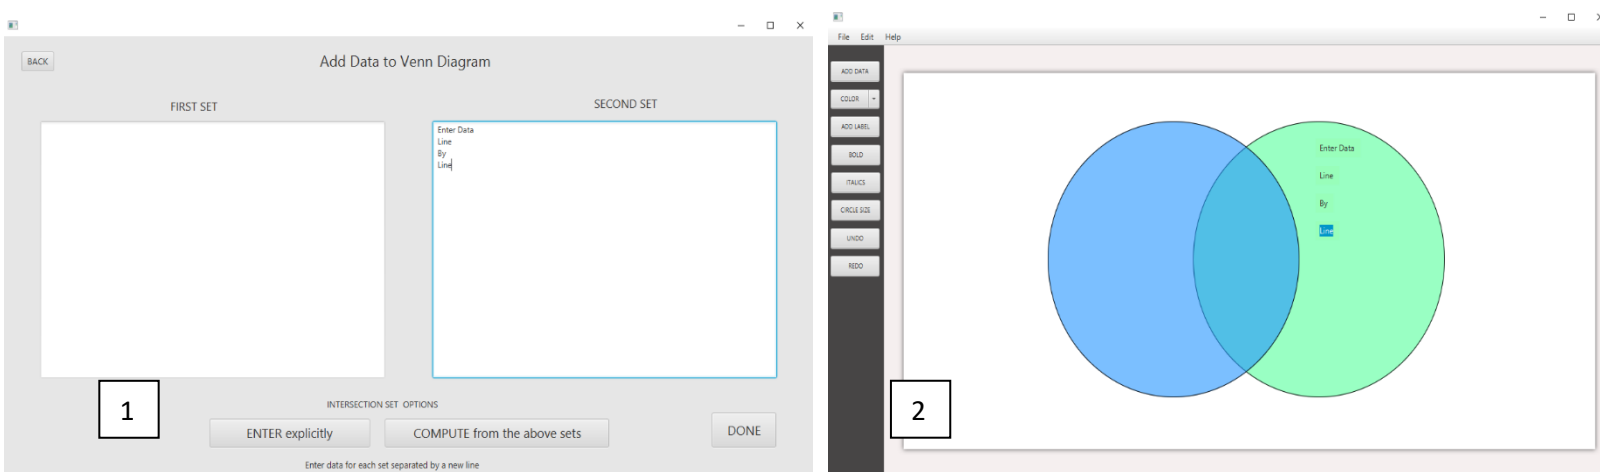 BACK
Add Data to Venn Diagram
FIRST SET
SECOND SET
Enter Data
Line
By
Line
1
INTERSECTION SET OPTIONS
ENTER explicitly
COMPUTE from the above sets
DONE
Enter data for each set separated by a new line
File Edit Help
ADD DATA
COLOR
ADD LABEL
BOLD
ITALICS
CIRCLE SIZE
UNDO
REDO
Enter Data
Line
By
Line
2